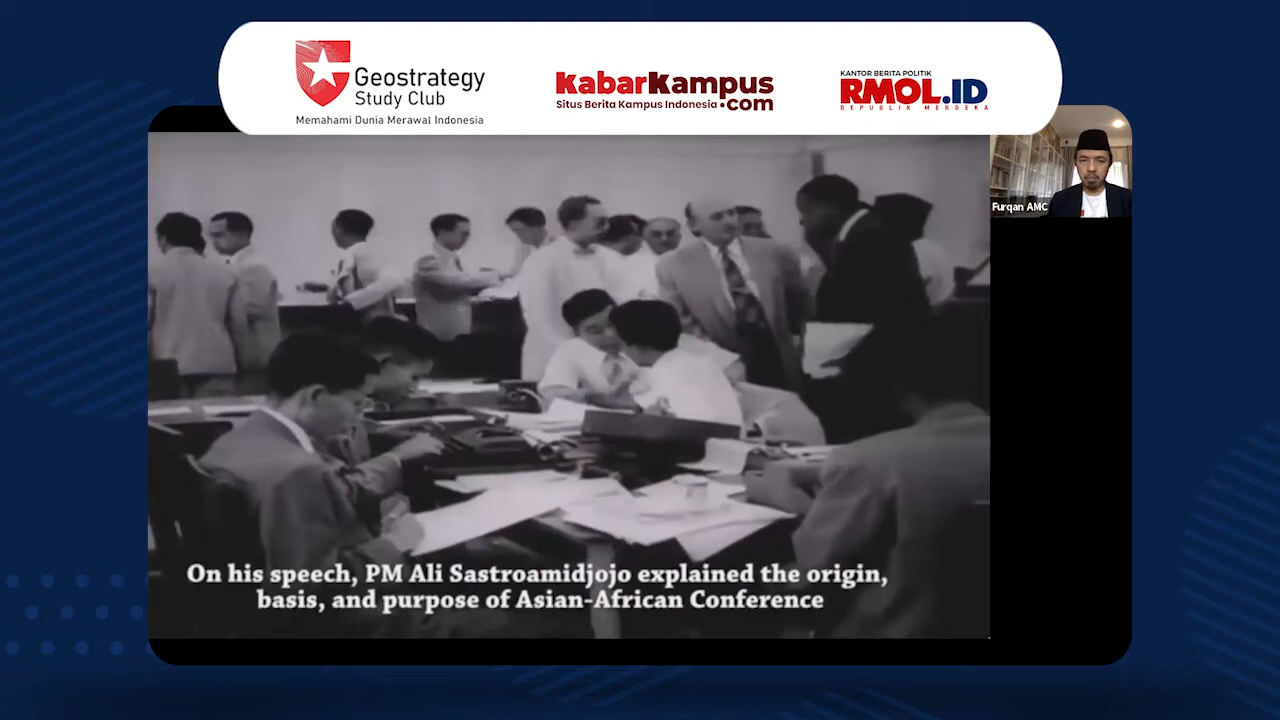 Geostrategy
Study Club
Memahami Dunia Merawat Indonesia
KabarKampus
Situs Berita Kampus Indonesia .com
KANTOR BERITA POLITIK
RMOL.ID
REPUBLIK MERDEKA
Furqan AMC
On his speech, PM Ali Sastroamidjojo explained the origin,
basis, and purpose of Asian-African Conference